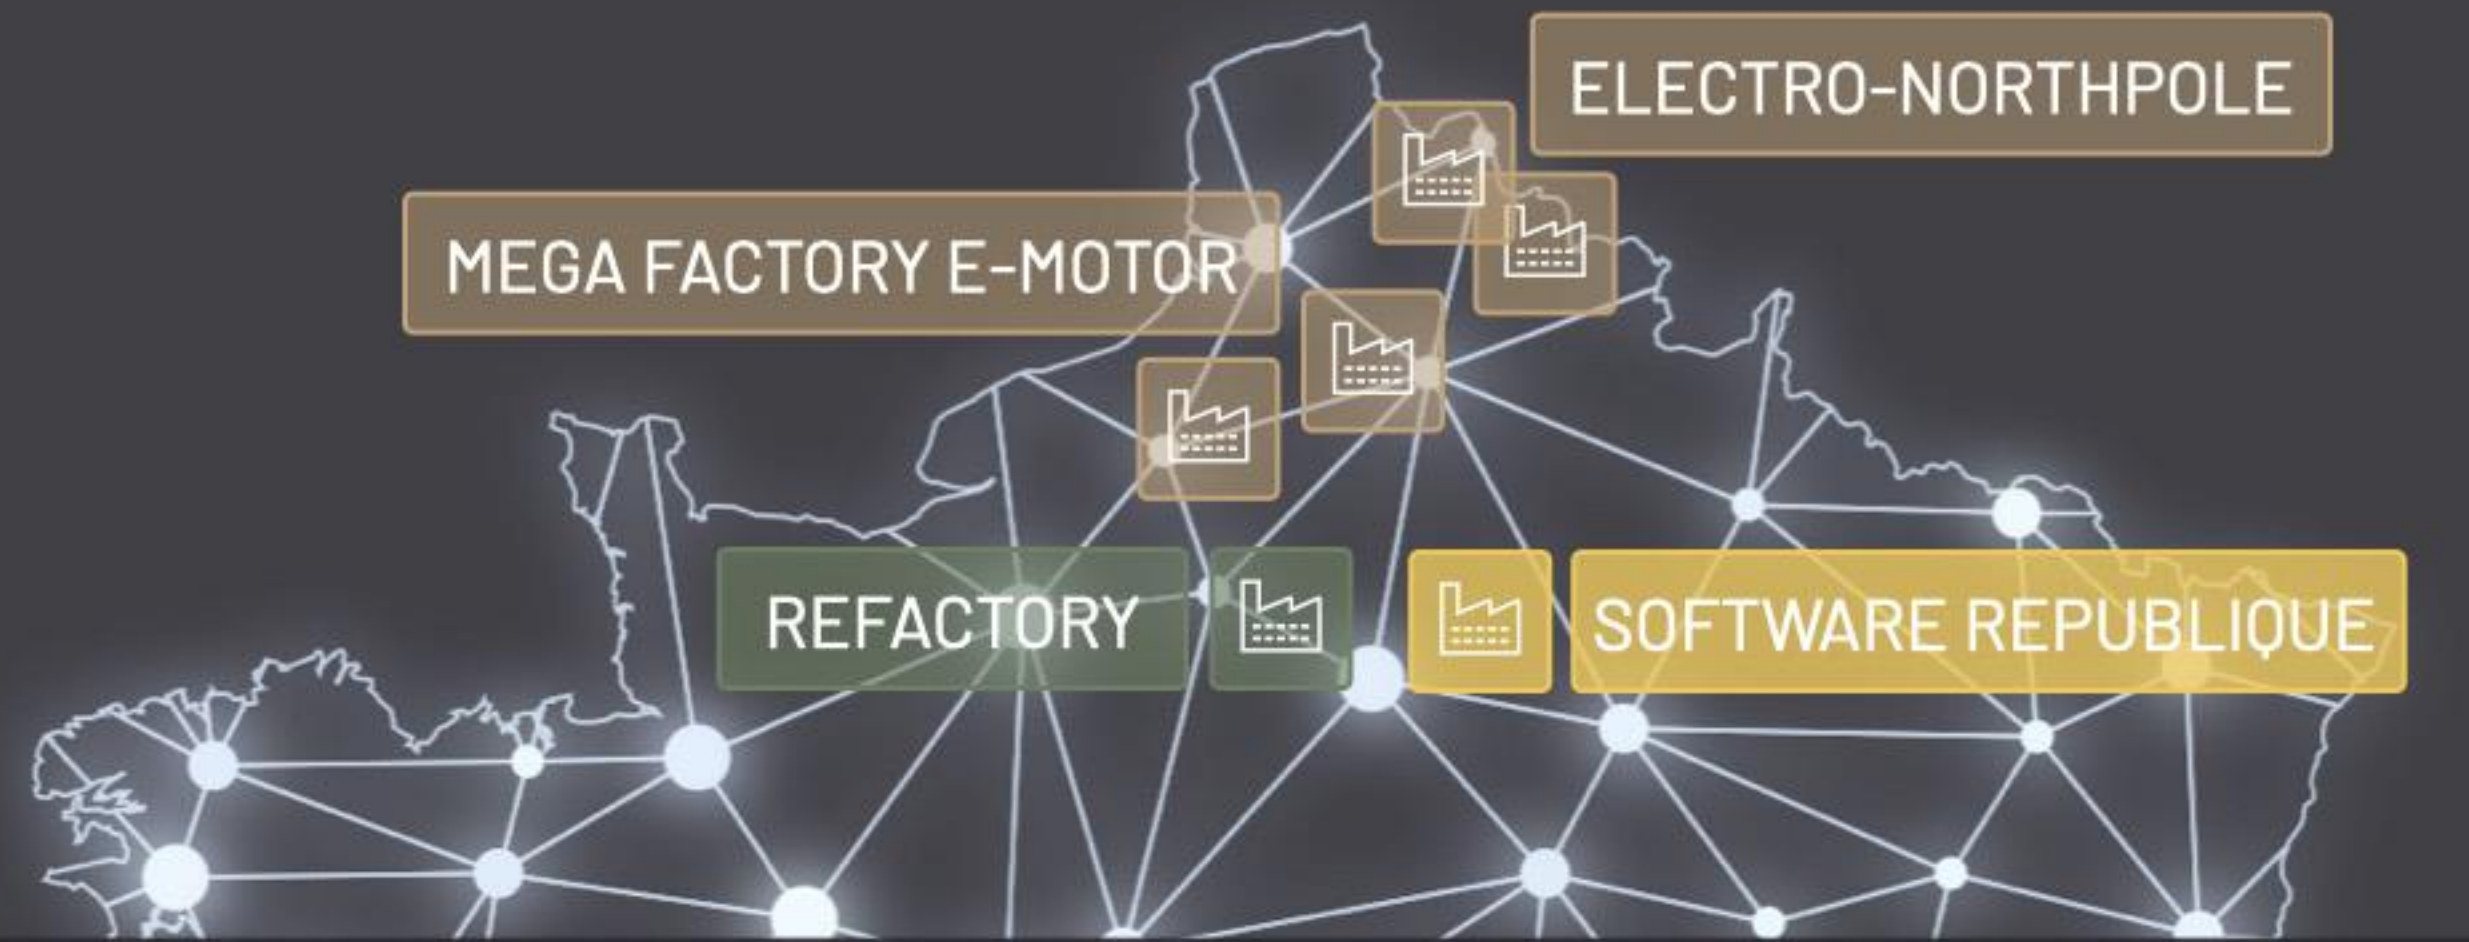 ELECTRO-NORTHPOLE
MEGA FACTORY E-MOTOR
REFACTORY
SOFTWARE REPUBLIQUE